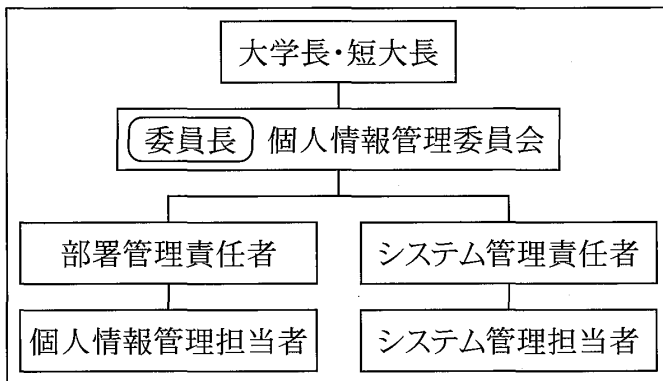 大学長・短大長
委員長 個人情報管理委員会
部署管理責任者
システム管理責任者
個人情報管理担当者
システム管理担当者